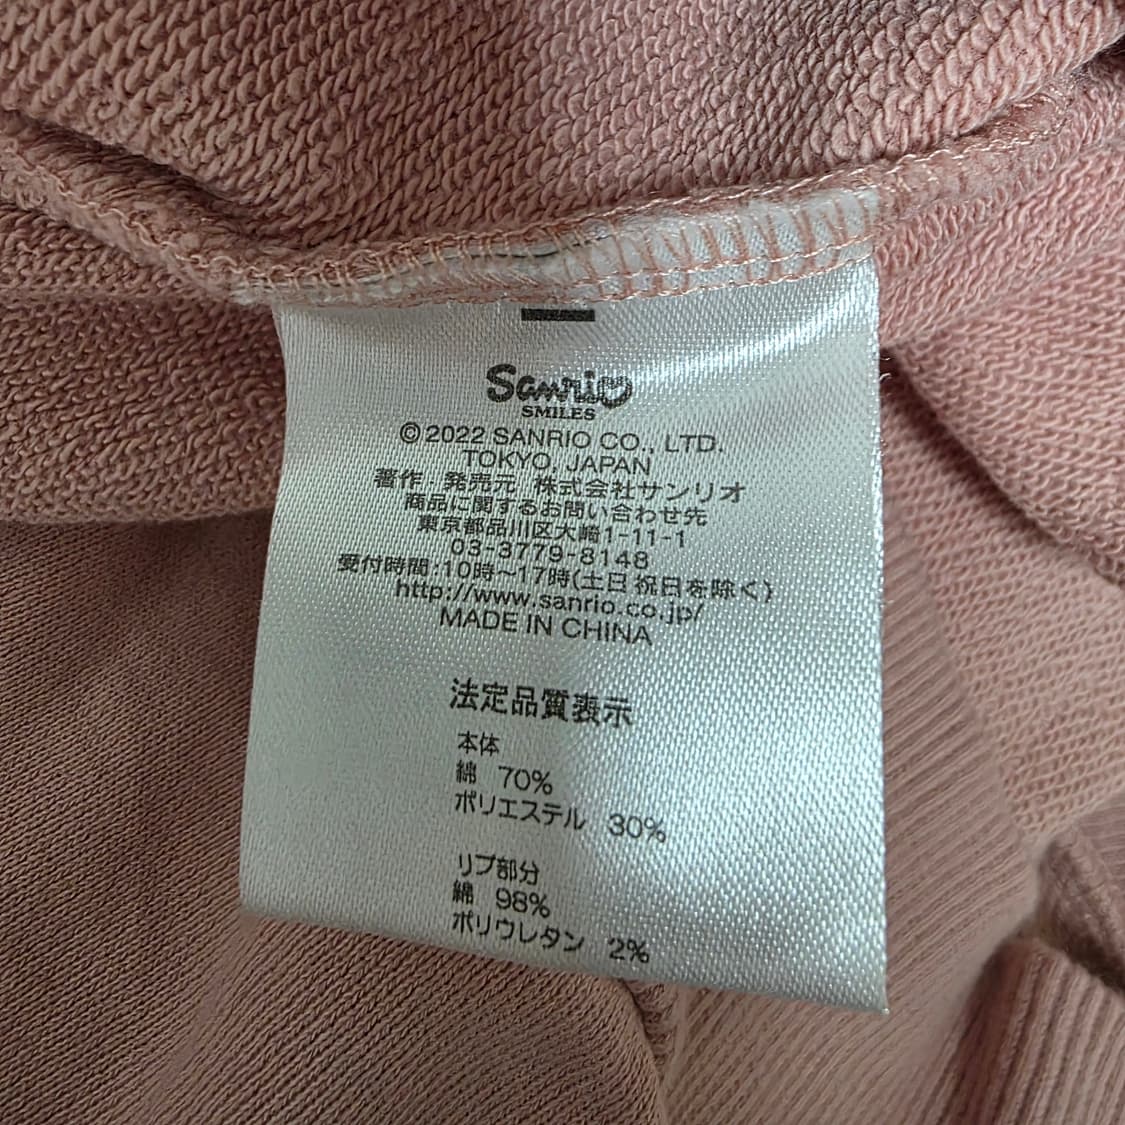 Sanrio
SMILES
©2022 SANRIO CO., LTD.
TOKYO, JAPAN
著作・発売元 株式会社サンリオ
商品に関するお問い合わせ先
東京都品川区大崎1-11-1
03-3779-8148
受付時間:10時〜17時(土日祝日を除く)
http://www.sanrio.co.jp/
MADE IN CHINA
法定品質表示
本体
綿 70%
ポリエステル 30%
リブ部分
綿 98%
ポリウレタン 2%